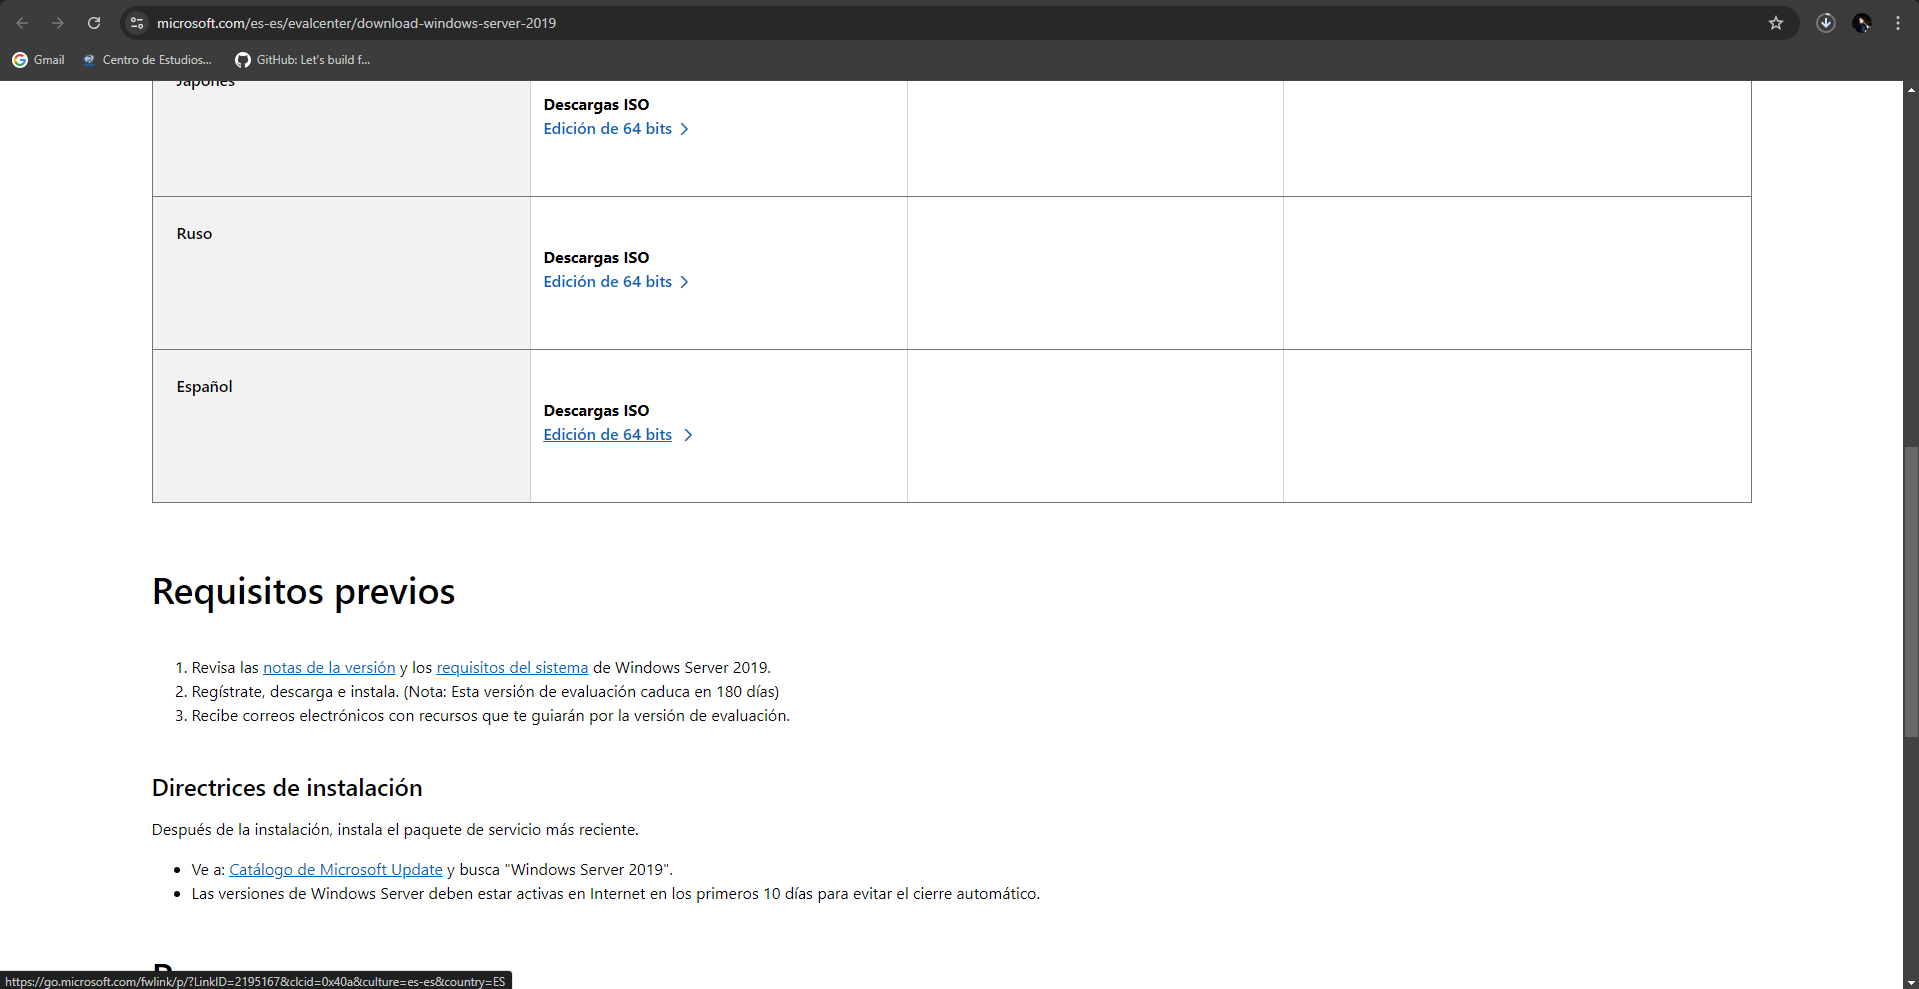 microsoft.com/es-es/evalcenter/download-windows-server-2019
Gmail
Centro de Estudios...
GitHub: Let's build f...
Japonés
Descargas ISO
Edición de 64 bits
Ruso
Descargas ISO
Edición de 64 bits
Español
Descargas ISO
Edición de 64 bits
Requisitos previos
1. Revisa las notas de la versión y los requisitos del sistema de Windows Server 2019.
2. Regístrate, descarga e instala. (Nota: Esta versión de evaluación caduca en 180 días)
3. Recibe correos electrónicos con recursos que te guiarán por la versión de evaluación.
Directrices de instalación
Después de la instalación, instala el paquete de servicio más reciente.
Ve a: Catálogo de Microsoft Update y busca "Windows Server 2019".
Las versiones de Windows Server deben estar activas en Internet en los primeros 10 días para evitar el cierre automático.
https://go.microsoft.com/fwlink/p/?LinkID=2195167&clcid=0x40a&culture=es-es&country=ES